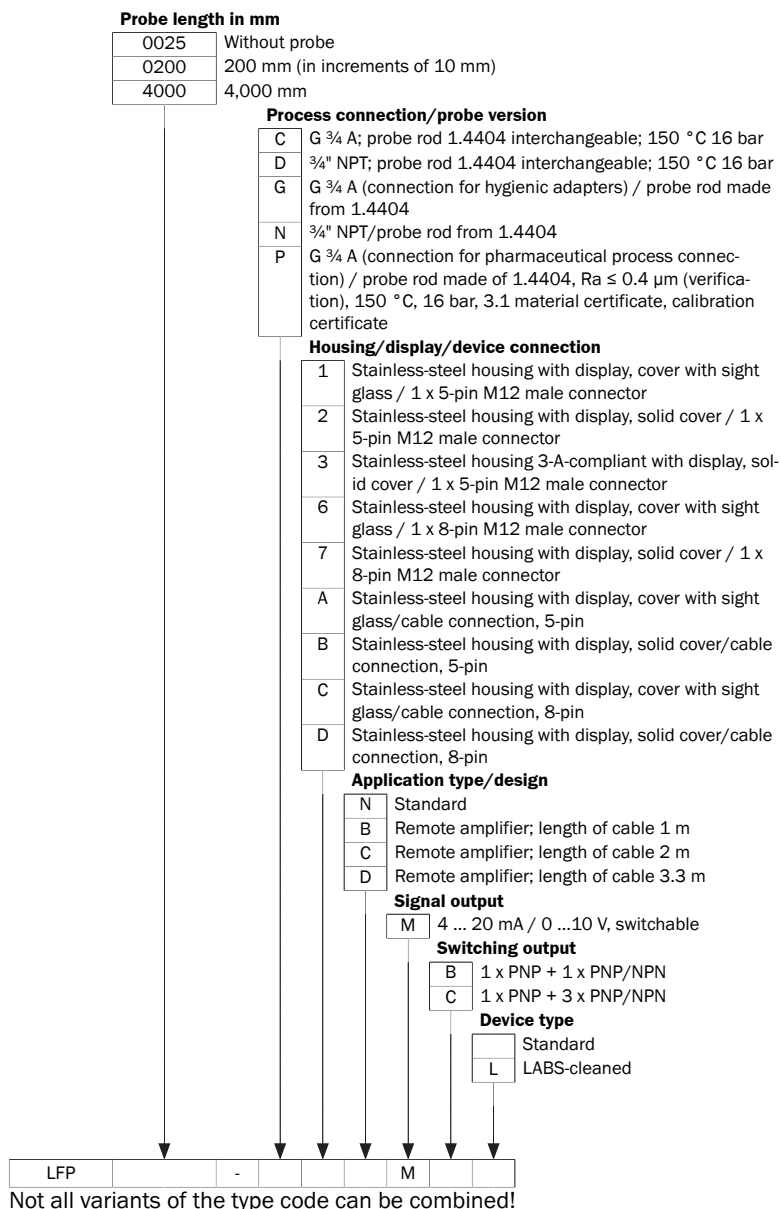 Probe length in mm
0025 Without probe
0200 200 mm (in increments of 10 mm)
4000 4,000 mm
Process connection/probe version
C G ¾ A; probe rod 1.4404 interchangeable; 150 °C 16 bar
D ¾" NPT; probe rod 1.4404 interchangeable; 150 °C 16 bar
G G ¾ A (connection for hygienic adapters) / probe rod made
from 1.4404
N ¾" NPT/probe rod from 1.4404
P G ¾ A (connection for pharmaceutical process connec-
tion) / probe rod made of 1.4404, Ra ≤ 0.4 µm (verifica-
tion), 150 °C, 16 bar, 3.1 material certificate, calibration
certificate
Housing/display/device connection
1 Stainless-steel housing with display, cover with sight
glass / 1 x 5-pin M12 male connector
2 Stainless-steel housing with display, solid cover / 1 x
5-pin M12 male connector
3 Stainless-steel housing 3-A-compliant with display, sol-
id cover / 1 x 5-pin M12 male connector
6 Stainless-steel housing with display, cover with sight
glass / 1 x 8-pin M12 male connector
7 Stainless-steel housing with display, solid cover / 1 x
8-pin M12 male connector
A Stainless-steel housing with display, cover with sight
glass/cable connection, 5-pin
B Stainless-steel housing with display, solid cover/cable
connection, 5-pin
C Stainless-steel housing with display, cover with sight
glass/cable connection, 8-pin
D Stainless-steel housing with display, solid cover/cable
connection, 8-pin
Application type/design
N Standard
B Remote amplifier; length of cable 1 m
C Remote amplifier; length of cable 2 m
D Remote amplifier; length of cable 3.3 m
Signal output
M 4 ... 20 mA / 0 ...10 V, switchable
Switching output
B 1 x PNP + 1 x PNP/NPN
C 1 x PNP + 3 x PNP/NPN
Device type
Standard
L LABS-cleaned
LFP - M
Not all variants of the type code can be combined!